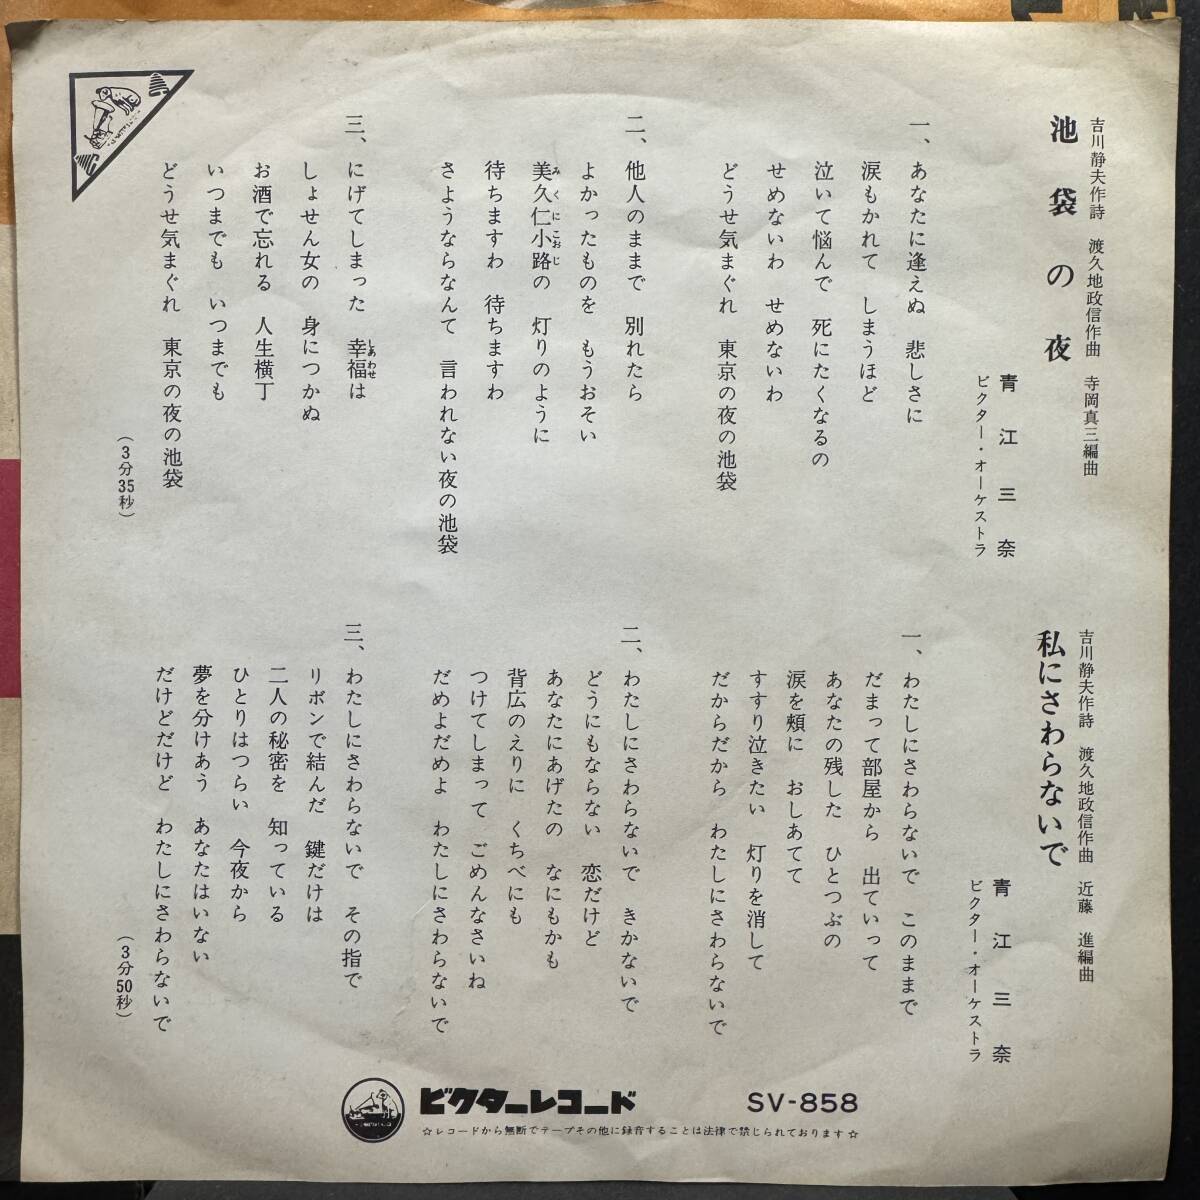 池袋の夜
吉川静夫作詩 渡久地政信作曲 寺岡真三編曲
青江三奈
ビクター・オーケストラ
一、あなたに逢えぬ 悲しさに
涙もかれて しまうほど
泣いて悩んで 死にたくなるの
せめないわ せめないわ
どうせ気まぐれ 東京の夜の池袋
二、他人のままで 別れたら
よかったものを もうおそい
美久仁小路の 灯りのように
みくにこおじ
待ちますわ 待ちますわ
さようならなんて 言われない夜の池袋
三、にげてしまった 幸福は
しあわせ
しょせん女の 身につかぬ
お酒で忘れる 人生横丁
いつまでも いつまでも
どうせ気まぐれ 東京の夜の池袋
(3分35秒)
私にさわらないで
吉川静夫作詩 渡久地政信作曲 近藤 進編曲
青江三奈
ビクター・オーケストラ
一、わたしにさわらないで このままで
だまって部屋から 出ていって
あなたの残した ひとつぶの
涙を頬に おしあてて
すすり泣きたい 灯りを消して
だからだから わたしにさわらないで
二、わたしにさわらないで きかないで
どうにもならない 恋だけど
あなたにあげたの なにもかも
背広のえりに くちべにも
つけてしまって ごめんなさいね
だめよだめよ わたしにさわらないで
三、わたしにさわらないで その指で
リボンで結んだ 鍵だけは
二人の秘密を 知っている
ひとりはつらい 今夜から
夢を分けあう あなたはいない
だけどだけど わたしにさわらないで
(3分50秒)
ビクターレコード SV-858
☆レコードから無断でテープその他に録音することは法律で禁じられております☆